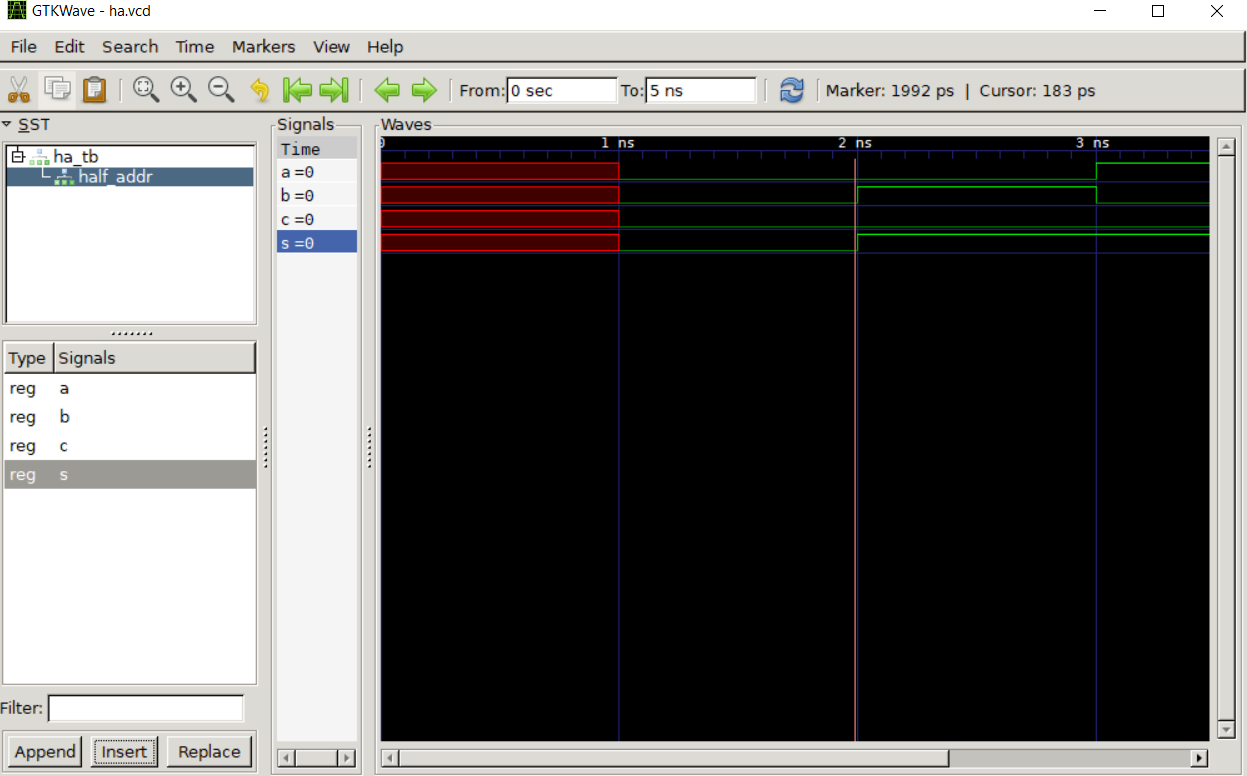 GTKWave - ha.vcd
File Edit Search Time Markers View Help
From: 0 sec To: 5 ns Marker: 1992 ps | Cursor: 183 ps
SST
ha_tb
half_addr
Type Signals
reg a
reg b
reg c
reg s
Filter:
Append Insert Replace
Signals
Time
a =0
b =0
c =0
s =0
Waves
0 1 ns 2 ns 3 ns